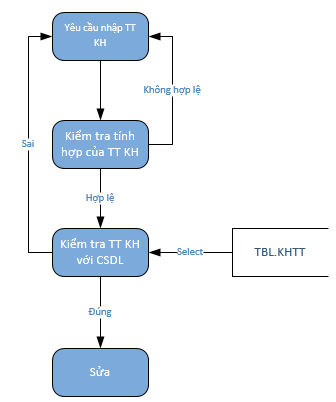 Yêu cầu nhập TT
KH
Không hợp lệ
Kiểm tra tính
hợp của TT KH
Sai
Hợp lệ
Kiểm tra TT KH
với CSDL
Select
TBL.KHTT
Đúng
Sửa